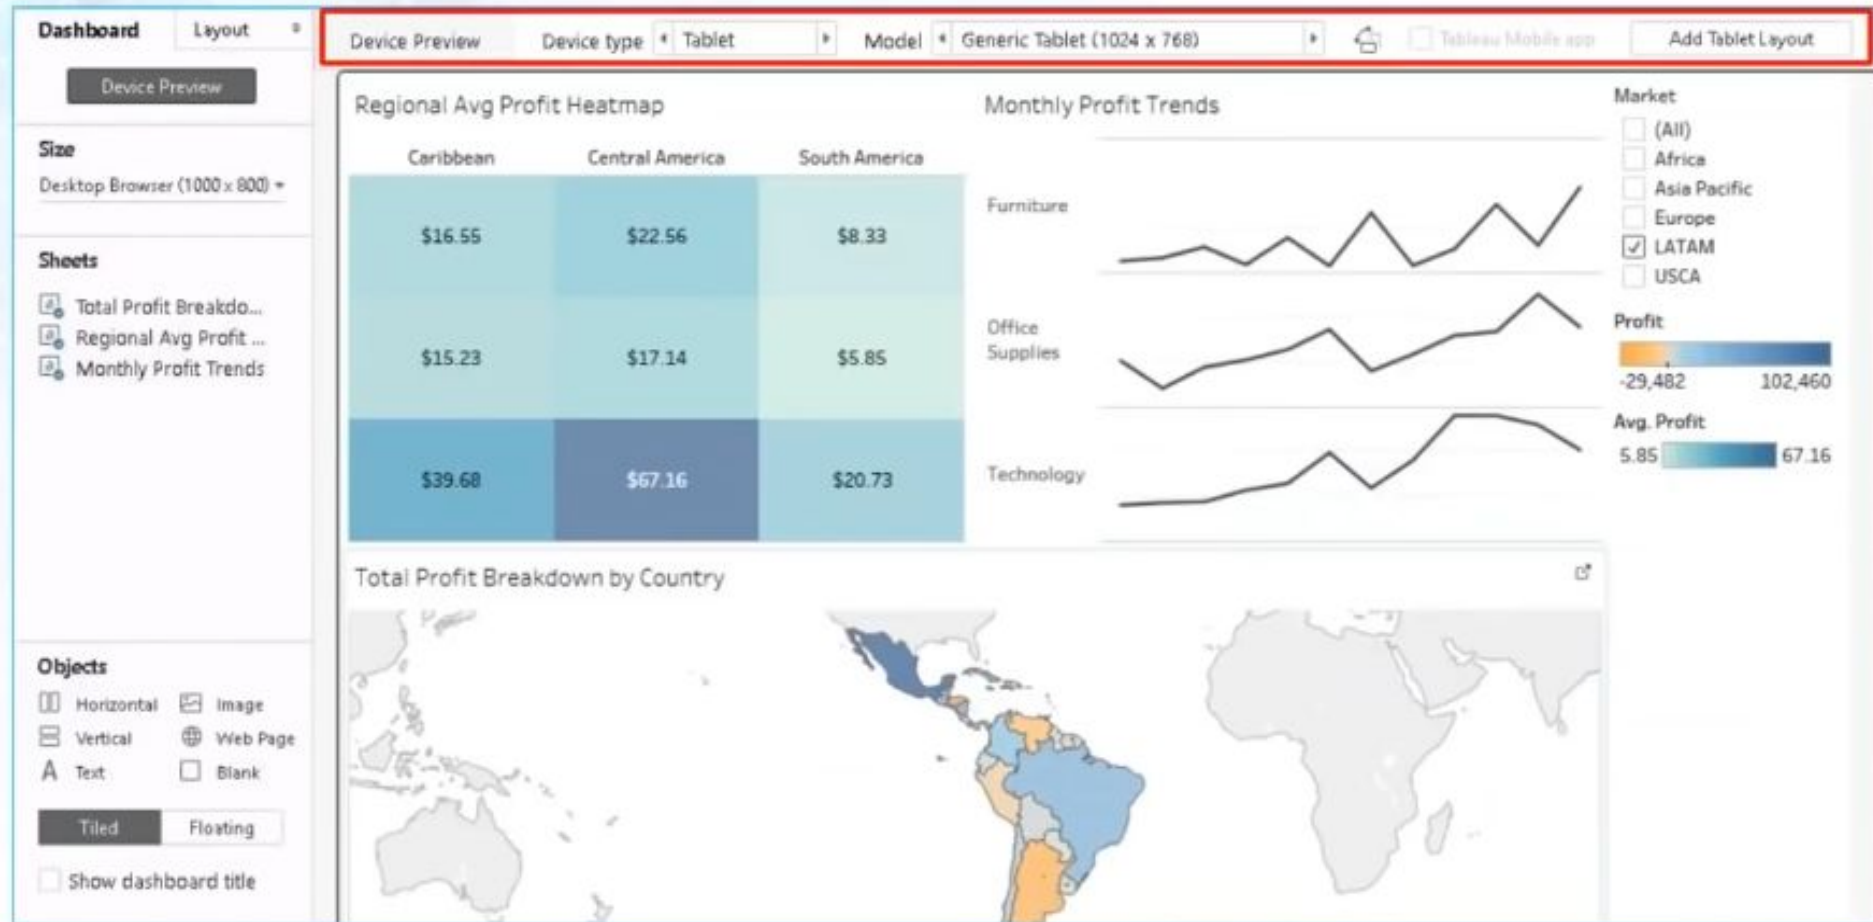 Dashboard Layout
Device Preview
Size
Desktop Browser (1000 x 800)
Sheets
Total Profit Breakdo...
Regional Avg Profit ...
Monthly Profit Trends
Objects
Horizontal Image
Vertical Web Page
A Text Blank
Tiled Floating
Show dashboard title
Device Preview Device type Tablet Model Generic Tablet (1024 x 768) Tableau Mobile app Add Tablet Layout
Regional Avg Profit Heatmap
Caribbean Central America South America
$16.55 $22.56 $8.33
$15.23 $17.14 $5.85
$39.68 $67.16 $20.73
Monthly Profit Trends
Furniture
Office
Supplies
Technology
Market
(All)
Africa
Asia Pacific
Europe
LATAM
USCA
Profit
-29,482 102,460
Avg. Profit
5.85 67.16
Total Profit Breakdown by Country